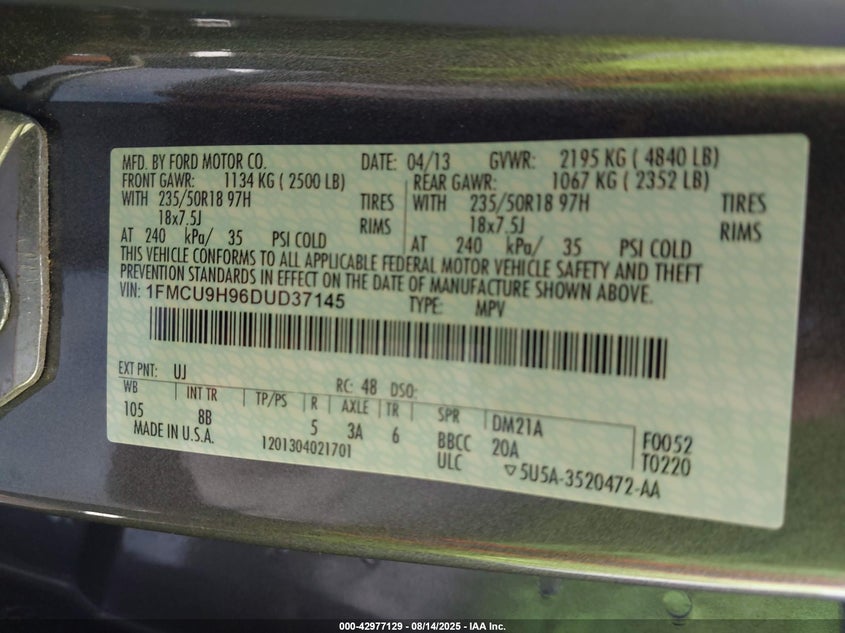 MFD. BY FORD MOTOR CO. DATE: 04/13 GVWR: 2195 KG ( 4840 LB)
FRONT GAWR: 1134 KG ( 2500 LB) REAR GAWR: 1067 KG ( 2352 LB)
WITH 235/50R18 97H TIRES WITH 235/50R18 97H TIRES
18x7.5J RIMS 18x7.5J RIMS
AT 240 kPa/ 35 PSI COLD AT 240 kPa/ 35 PSI COLD
THIS VEHICLE CONFORMS TO ALL APPLICABLE FEDERAL MOTOR VEHICLE SAFETY AND THEFT
PREVENTION STANDARDS IN EFFECT ON THE DATE OF MANUFACTURE SHOWN ABOVE.
VIN: 1FMCU9H96DUD37145 TYPE: MPV
EXT PNT: UJ RC: 48 DSO:
WB INT TR TP/PS R AXLE TR SPR DM21A F0052
105 8B 5 3A 6 BBCC 20A T0220
MADE IN U.S.A. 1201304021701 ULC ▽5U5A-3520472-AA
000-42977129 - 08/14/2025 - IAA Inc.